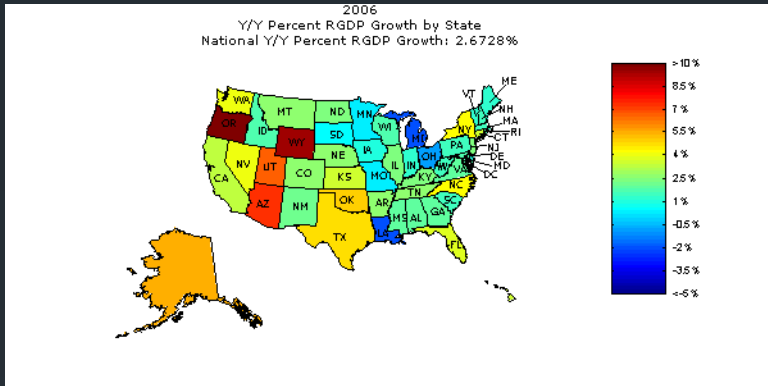 2006
Y/Y Percent RGDP Growth by State
National Y/Y Percent RGDP Growth: 2.6728%
ME
VT
>10%
WA
NH
8.5%
MT
ND
MN
MA
OR
7%
ID
SD
WI
MI
NY
RI
CT
5.5%
WY
IA
PA
NJ
4%
NV
UT
NE
IL
IN
OH
DE
MD
CA
CO
KS
MO
KY
WV
VA
DC
2.5%
AZ
NM
OK
AR
TN
NC
1%
SC
-0.5%
TX
MS
AL
GA
LA
-2%
FL
-3.5%
<-5%